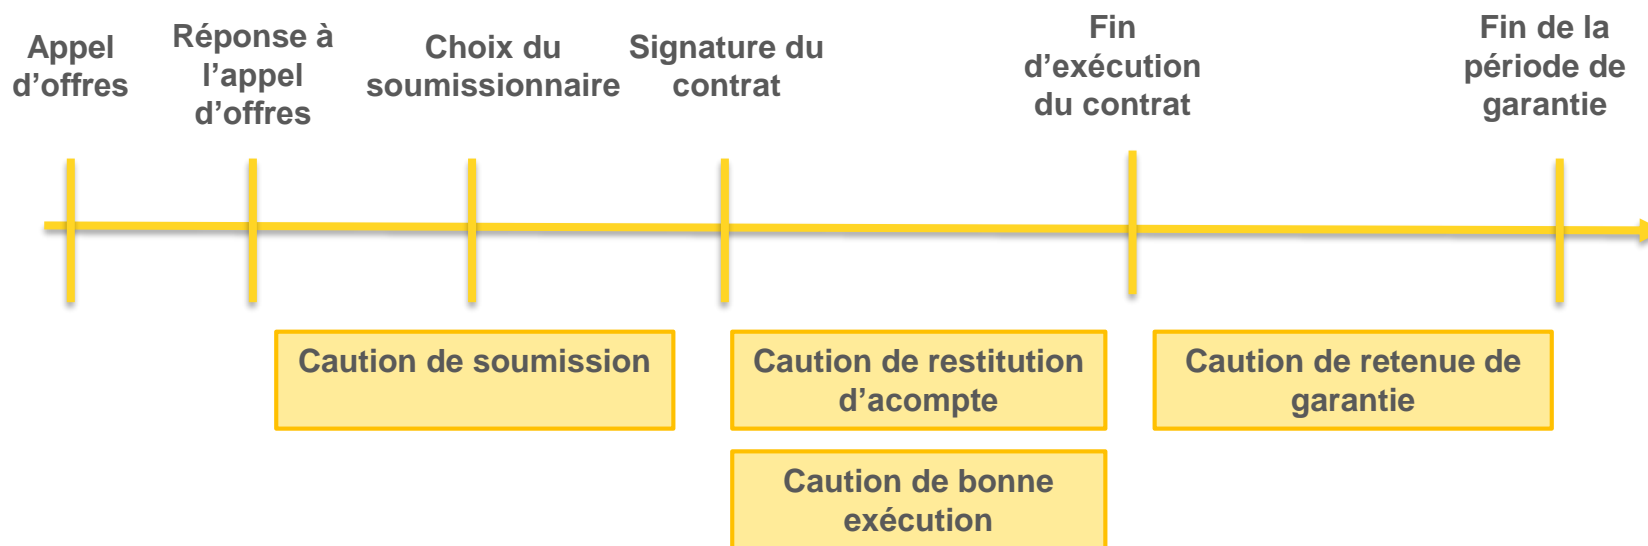 Appel
d’offres
Réponse à
l’appel
d’offres
Choix du
soumissionnaire
Signature du
contrat
Fin
d’exécution
du contrat
Fin de la
période de
garantie
Caution de soumission
Caution de restitution
d’acompte
Caution de retenue de
garantie
Caution de bonne
exécution